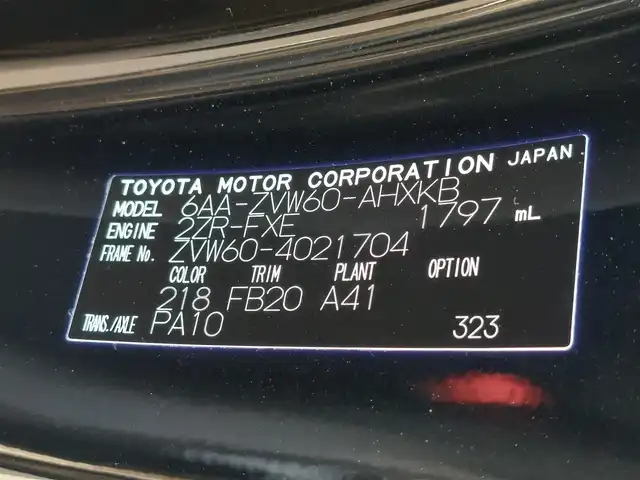 TOYOTA MOTOR CORPORATION JAPAN
MODEL 6AA-ZVW60-AHXKB
ENGINE 2ZR-FXE 1797 mL
FRAME No. ZVW60-4021704
COLOR TRIM PLANT OPTION
218 FB20 A41
TRANS./AXLE PA10 323